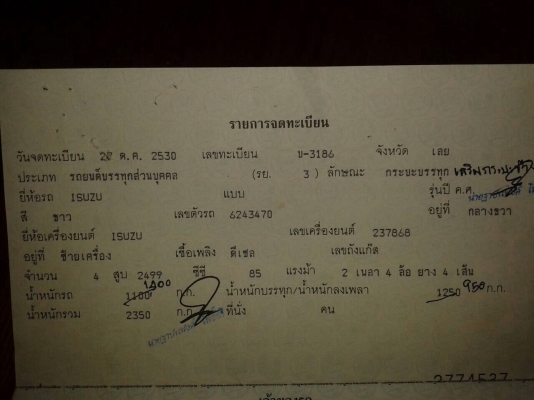 รายการจดทะเบียน
วันจดทะเบียน 27 ต.ค. 2530 เลขทะเบียน ข-3186 จังหวัด เลย
ประเภท รถยนต์บรรทุกส่วนบุคคล (รย. 3) ลักษณะ กระบะบรรทุก
ยี่ห้อรถ ISUZU แบบ รุ่นปี ค.ศ.
สี ขาว เลขตัวรถ 6243470 อยู่ที่ กลางขวา
ยี่ห้อเครื่องยนต์ ISUZU เลขเครื่องยนต์ 237868
อยู่ที่ ซ้ายเครื่อง เชื้อเพลิง ดีเซล เลขถังแก๊ส
จำนวน 4 สูบ 2499 ซีซี 85 แรงม้า 2 เพลา 4 ล้อ ยาง 4 เส้น
1400
น้ำหนักรถ 1100 ก.ก. น้ำหนักบรรทุก/น้ำหนักลงเพลา 1250 950 ก.ก.
น้ำหนักรวม 2350 ก.ก. ที่นั่ง คน
2774537